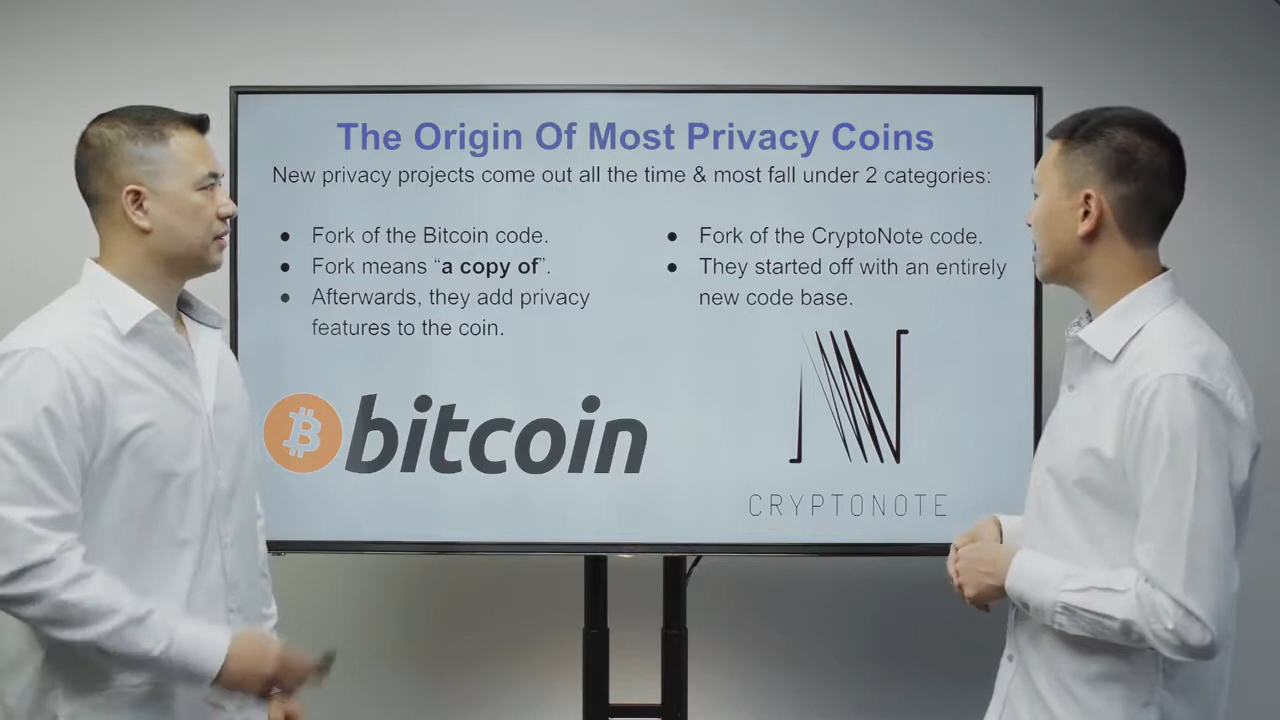 The Origin Of Most Privacy Coins
New privacy projects come out all the time & most fall under 2 categories:
● Fork of the Bitcoin code.
● Fork means “a copy of”.
● Afterwards, they add privacy
features to the coin.
● Fork of the CryptoNote code.
● They started off with an entirely
new code base.
bitcoin
CRYPTONOTE